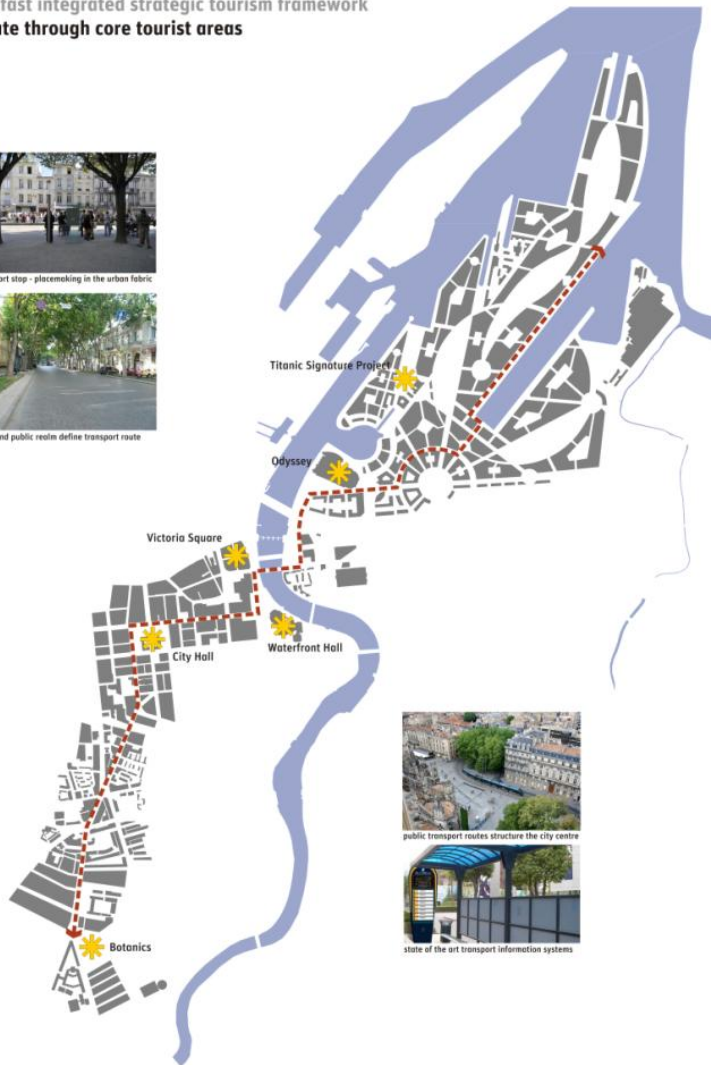 fast integrated strategic tourism framework
te through core tourist areas
ort stop - placemaking in the urban fabric
nd public realm define transport route
Titanic Signature Project
Odyssey
Victoria Square
City Hall
Waterfront Hall
public transport routes structure the city centre
state of the art transport information systems
Botanics